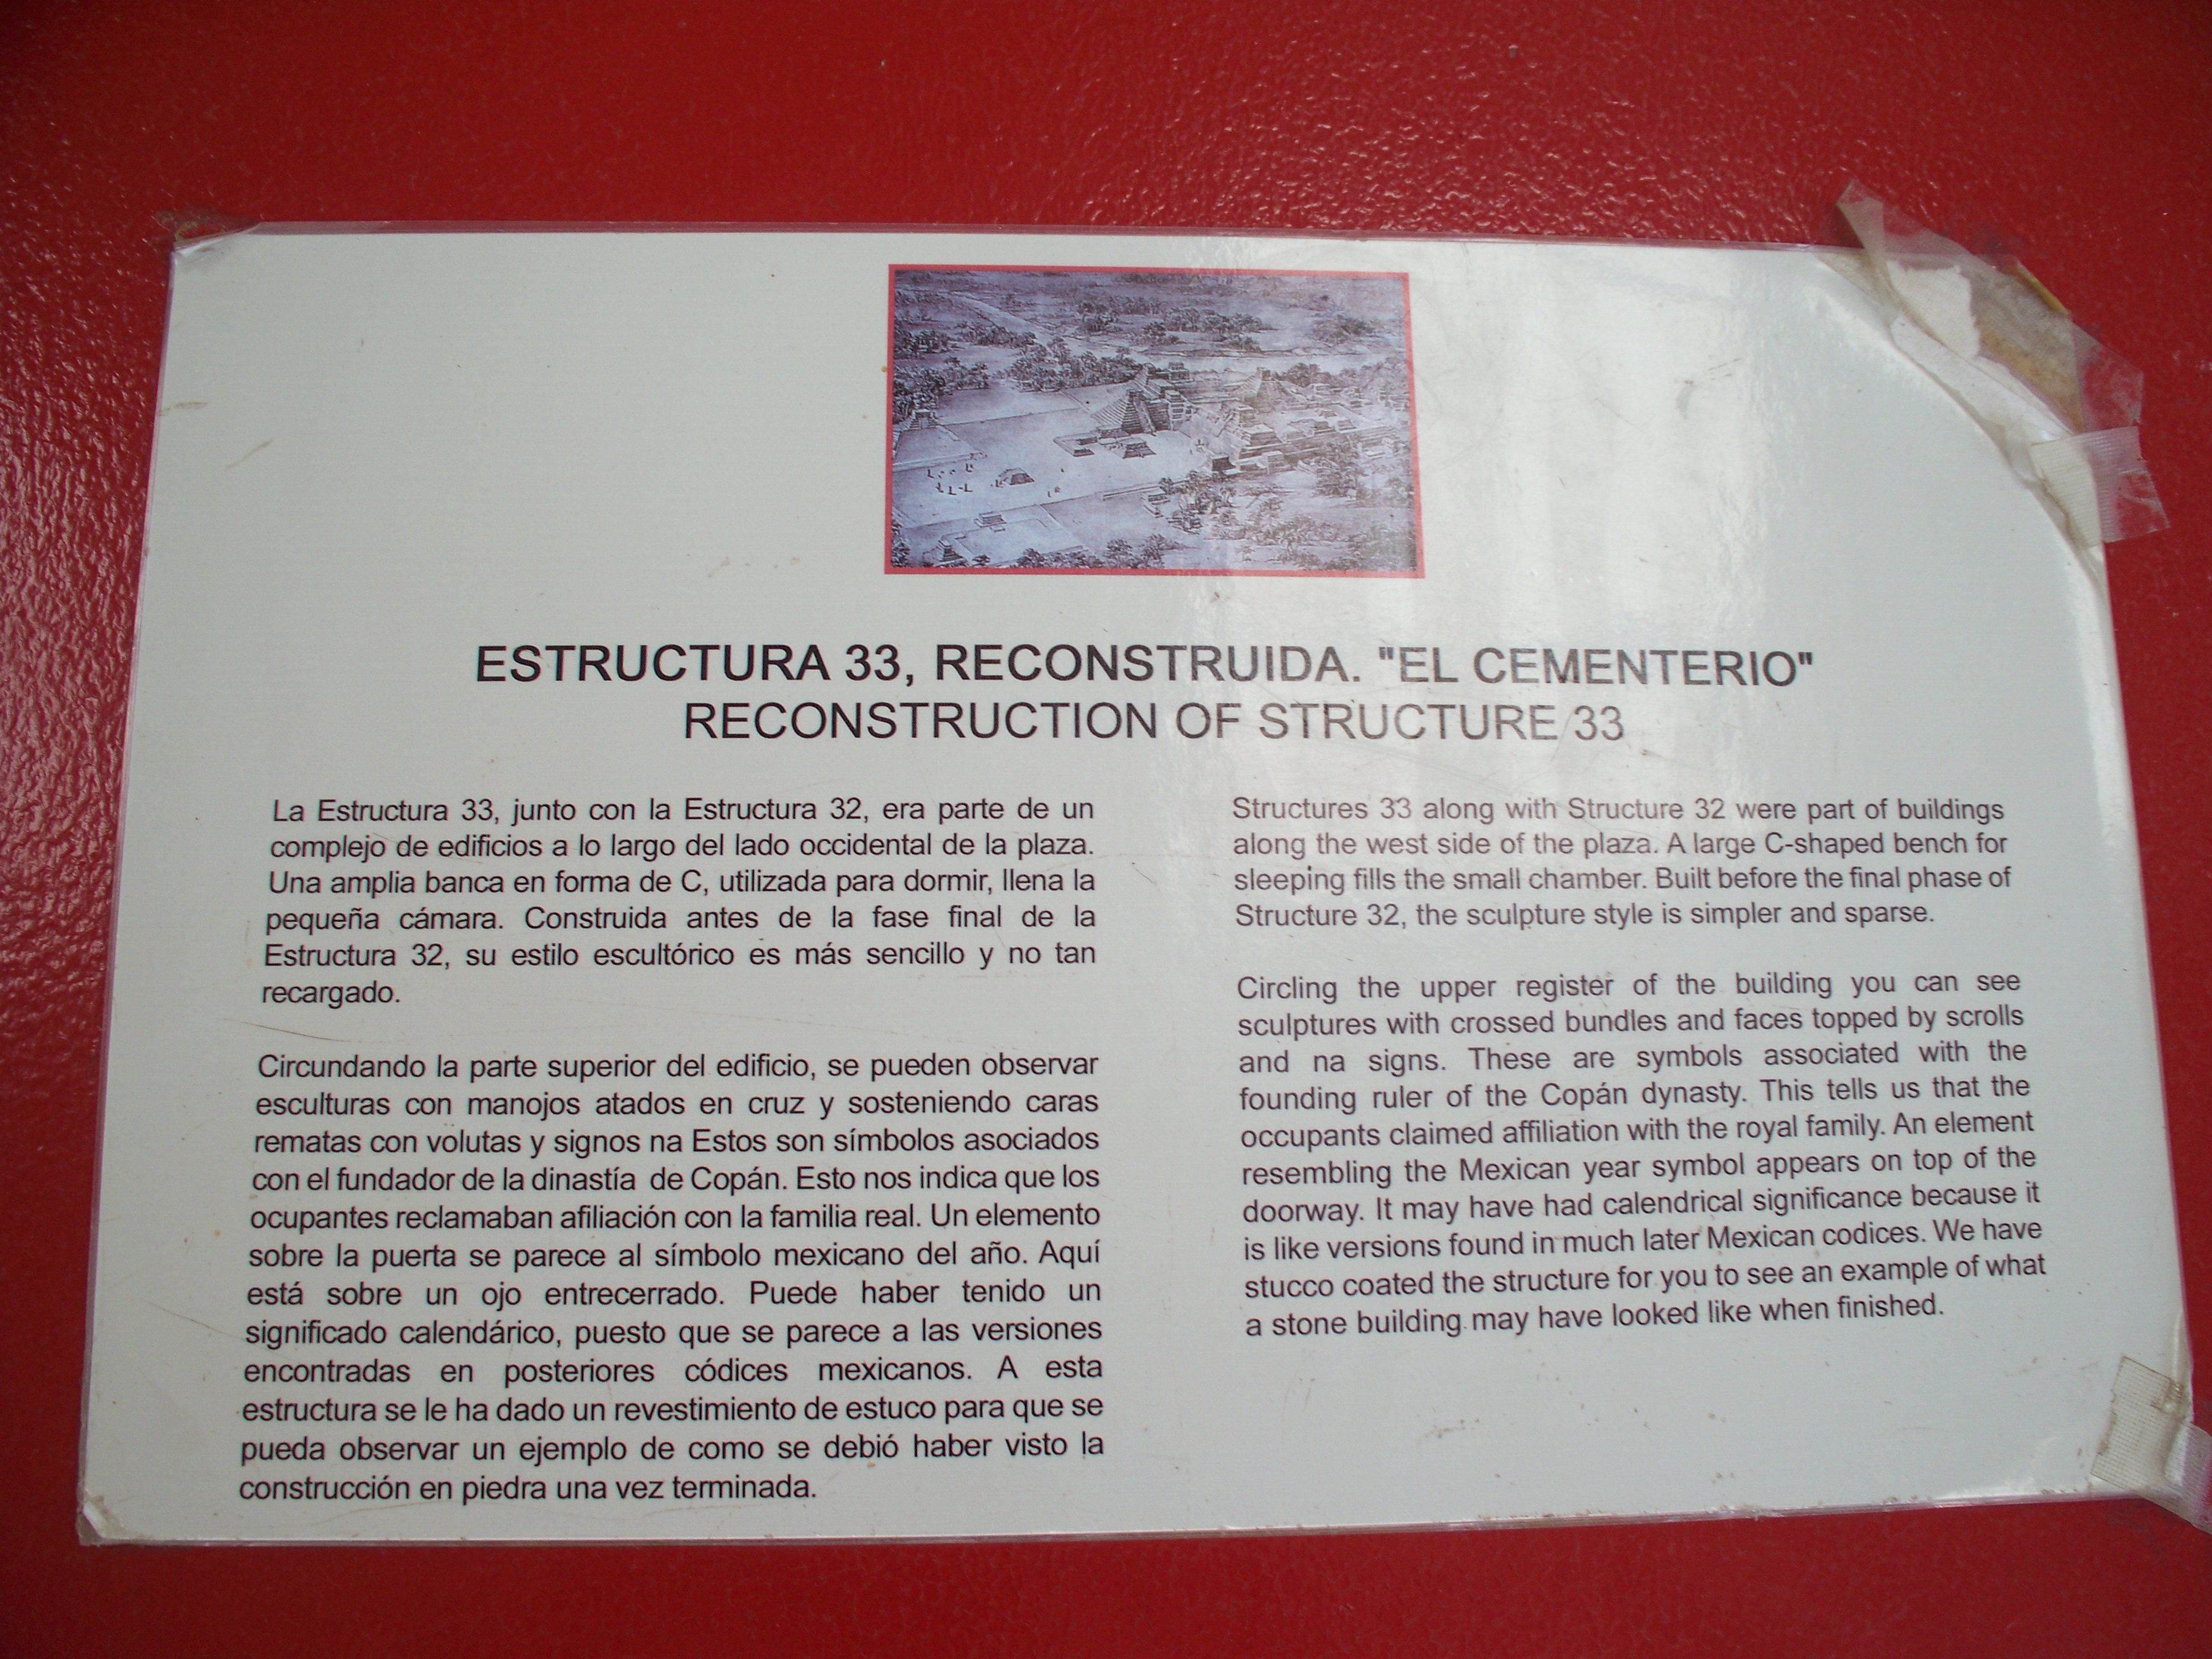 ESTRUCTURA 33, RECONSTRUIDA. "EL CEMENTERIO"
RECONSTRUCTION OF STRUCTURE 33
La Estructura 33, junto con la Estructura 32, era parte de un
complejo de edificios a lo largo del lado occidental de la plaza.
Una amplia banca en forma de C, utilizada para dormir, llena la
pequeña cámara. Construida antes de la fase final de la
Estructura 32, su estilo escultórico es más sencillo y no tan
recargado.
Circundando la parte superior del edificio, se pueden observar
esculturas con manojos atados en cruz y sosteniendo caras
rematas con volutas y signos na Estos son símbolos asociados
con el fundador de la dinastía de Copán. Esto nos indica que los
ocupantes reclamaban afiliación con la familia real. Un elemento
sobre la puerta se parece al símbolo mexicano del año. Aquí
está sobre un ojo entrecerrado. Puede haber tenido un
significado calendárico, puesto que se parece a las versiones
encontradas en posteriores códices mexicanos. A esta
estructura se le ha dado un revestimiento de estuco para que se
pueda observar un ejemplo de como se debió haber visto la
construcción en piedra una vez terminada.
Structures 33 along with Structure 32 were part of buildings
along the west side of the plaza. A large C-shaped bench for
sleeping fills the small chamber. Built before the final phase of
Structure 32, the sculpture style is simpler and sparse.
Circling the upper register of the building you can see
sculptures with crossed bundles and faces topped by scrolls
and na signs. These are symbols associated with the
founding ruler of the Copán dynasty. This tells us that the
occupants claimed affiliation with the royal family. An element
resembling the Mexican year symbol appears on top of the
doorway. It may have had calendrical significance because it
is like versions found in much later Mexican codices. We have
stucco coated the structure for you to see an example of what
a stone building may have looked like when finished.